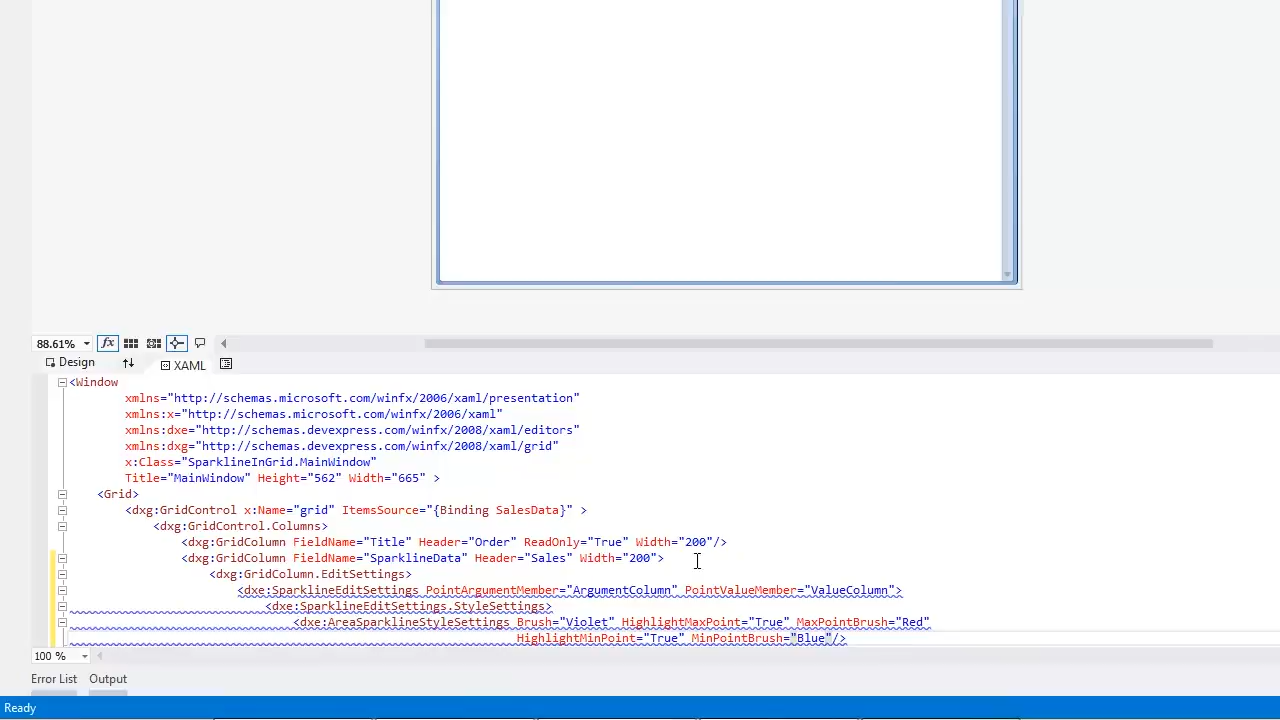 88.61%
Design XAML
<Window
xmlns="http://schemas.microsoft.com/winfx/2006/xaml/presentation"
xmlns:x="http://schemas.microsoft.com/winfx/2006/xaml"
xmlns:dxe="http://schemas.devexpress.com/winfx/2008/xaml/editors"
xmlns:dxg="http://schemas.devexpress.com/winfx/2008/xaml/grid"
x:Class="SparklineInGrid.MainWindow"
Title="MainWindow" Height="562" Width="665" >
<Grid>
<dxg:GridControl x:Name="grid" ItemsSource="{Binding SalesData}" >
<dxg:GridControl.Columns>
<dxg:GridColumn FieldName="Title" Header="Order" ReadOnly="True" Width="200"/>
<dxg:GridColumn FieldName="SparklineData" Header="Sales" Width="200">
<dxg:GridColumn.EditSettings>
<dxe:SparklineEditSettings PointArgumentMember="ArgumentColumn" PointValueMember="ValueColumn">
<dxe:SparklineEditSettings.StyleSettings>
<dxe:AreaSparklineStyleSettings Brush="Violet" HighlightMaxPoint="True" MaxPointBrush="Red"
HighlightMinPoint="True" MinPointBrush="Blue"/>
100 %
Error List Output
Ready